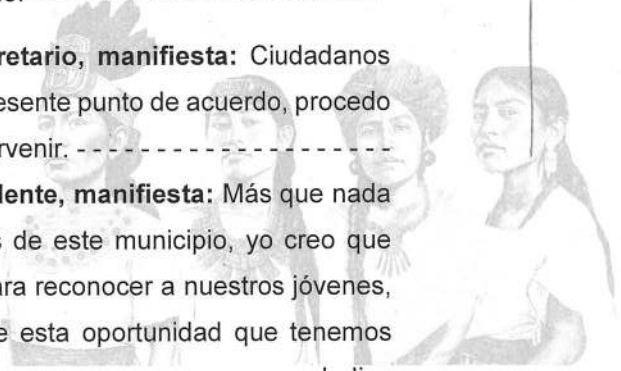 retario, manifiesta: Ciudadanos
esente punto de acuerdo, procedo
rvenir. - - - - - - - - - - - - - - - - - - - -
lente, manifiesta: Más que nada
s de este municipio, yo creo que
ara reconocer a nuestros jóvenes,
e esta oportunidad que tenemos